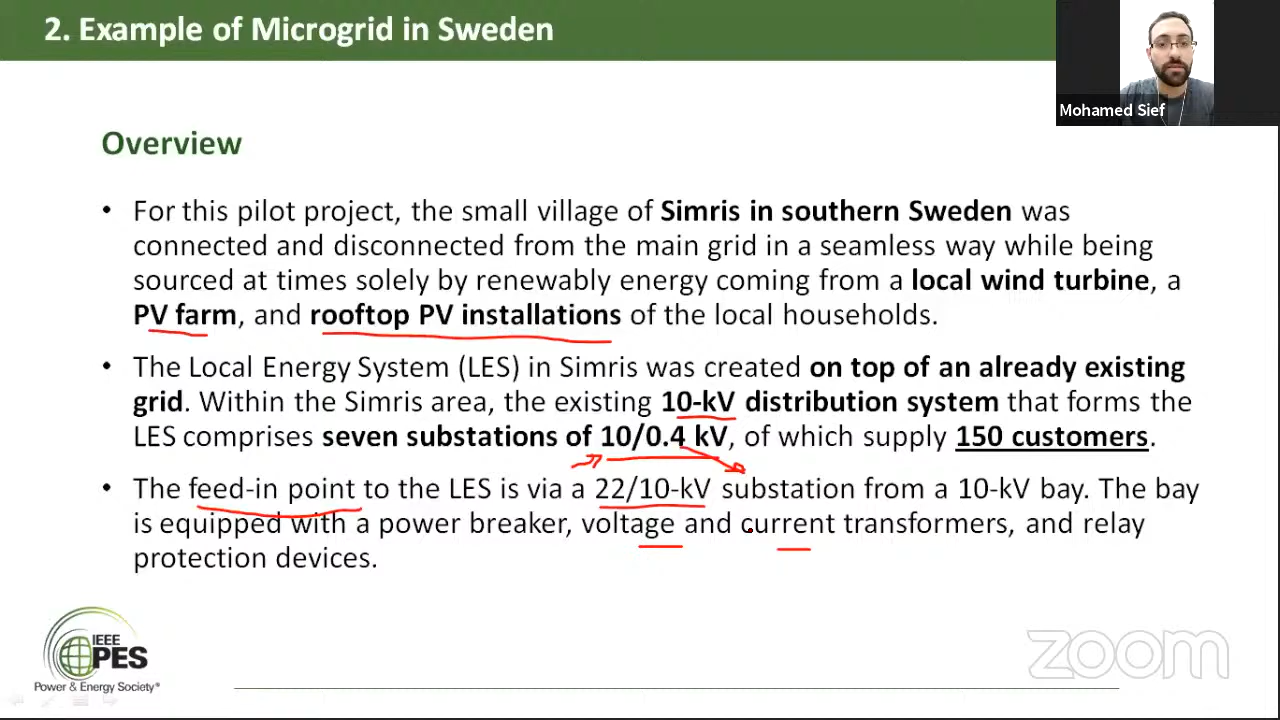 2. Example of Microgrid in Sweden
Mohamed Sief
Overview
• For this pilot project, the small village of Simris in southern Sweden was
connected and disconnected from the main grid in a seamless way while being
sourced at times solely by renewably energy coming from a local wind turbine, a
PV farm, and rooftop PV installations of the local households.
• The Local Energy System (LES) in Simris was created on top of an already existing
grid. Within the Simris area, the existing 10-kV distribution system that forms the
LES comprises seven substations of 10/0.4 kV, of which supply 150 customers.
• The feed-in point to the LES is via a 22/10-kV substation from a 10-kV bay. The bay
is equipped with a power breaker, voltage and current transformers, and relay
protection devices.
IEEE
PES
Power & Energy Society®
zoom